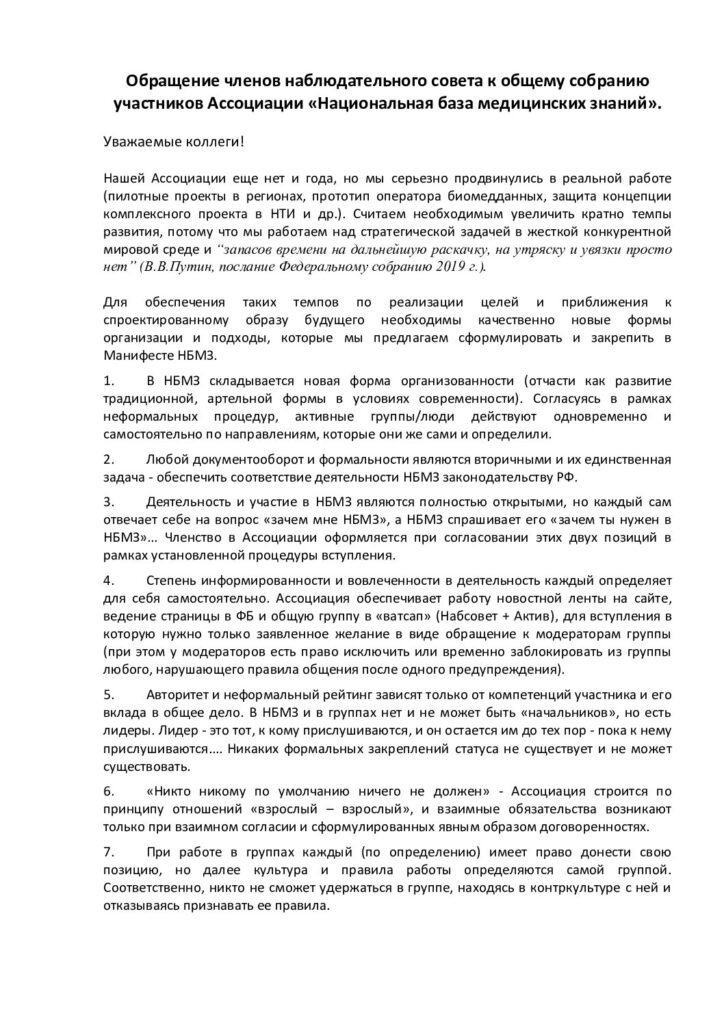 Обращение членов наблюдательного совета к общему собранию
участников Ассоциации «Национальная база медицинских знаний».
Уважаемые коллеги!
Нашей Ассоциации еще нет и года, но мы серьезно продвинулись в реальной работе
(пилотные проекты в регионах, прототип оператора биомедданных, защита концепции
комплексного проекта в НТИ и др.). Считаем необходимым увеличить кратно темпы
развития, потому что мы работаем над стратегической задачей в жесткой конкурентной
мировой среде и “запасов времени на дальнейшую раскачку, на утряску и увязки просто
нет” (В.В.Путин, послание Федеральному собранию 2019 г.).
Для обеспечения таких темпов по реализации целей и приближения к
спроектированному образу будущего необходимы качественно новые формы
организации и подходы, которые мы предлагаем сформулировать и закрепить в
Манифесте НБМЗ.
1. В НБМЗ складывается новая форма организованности (отчасти как развитие
традиционной, артельной формы в условиях современности). Согласуясь в рамках
неформальных процедур, активные группы/люди действуют одновременно и
самостоятельно по направлениям, которые они же сами и определили.
2. Любой документооборот и формальности являются вторичными и их единственная
задача - обеспечить соответствие деятельности НБМЗ законодательству РФ.
3. Деятельность и участие в НБМЗ являются полностью открытыми, но каждый сам
отвечает себе на вопрос «зачем мне НБМЗ», а НБМЗ спрашивает его «зачем ты нужен в
НБМЗ»... Членство в Ассоциации оформляется при согласовании этих двух позиций в
рамках установленной процедуры вступления.
4. Степень информированности и вовлеченности в деятельность каждый определяет
для себя самостоятельно. Ассоциация обеспечивает работу новостной ленты на сайте,
ведение страницы в ФБ и общую группу в «ватсап» (Набсовет + Актив), для вступления в
которую нужно только заявленное желание в виде обращение к модераторам группы
(при этом у модераторов есть право исключить или временно заблокировать из группы
любого, нарушающего правила общения после одного предупреждения).
5. Авторитет и неформальный рейтинг зависят только от компетенций участника и его
вклада в общее дело. В НБМЗ и в группах нет и не может быть «начальников», но есть
лидеры. Лидер - это тот, к кому прислушиваются, и он остается им до тех пор - пока к нему
прислушиваются.... Никаких формальных закреплений статуса не существует и не может
существовать.
6. «Никто никому по умолчанию ничего не должен» - Ассоциация строится по
принципу отношений «взрослый – взрослый», и взаимные обязательства возникают
только при взаимном согласии и сформулированных явным образом договоренностях.
7. При работе в группах каждый (по определению) имеет право донести свою
позицию, но далее культура и правила работы определяются самой группой.
Соответственно, никто не сможет удержаться в группе, находясь в контркультуре с ней и
отказываясь признавать ее правила.